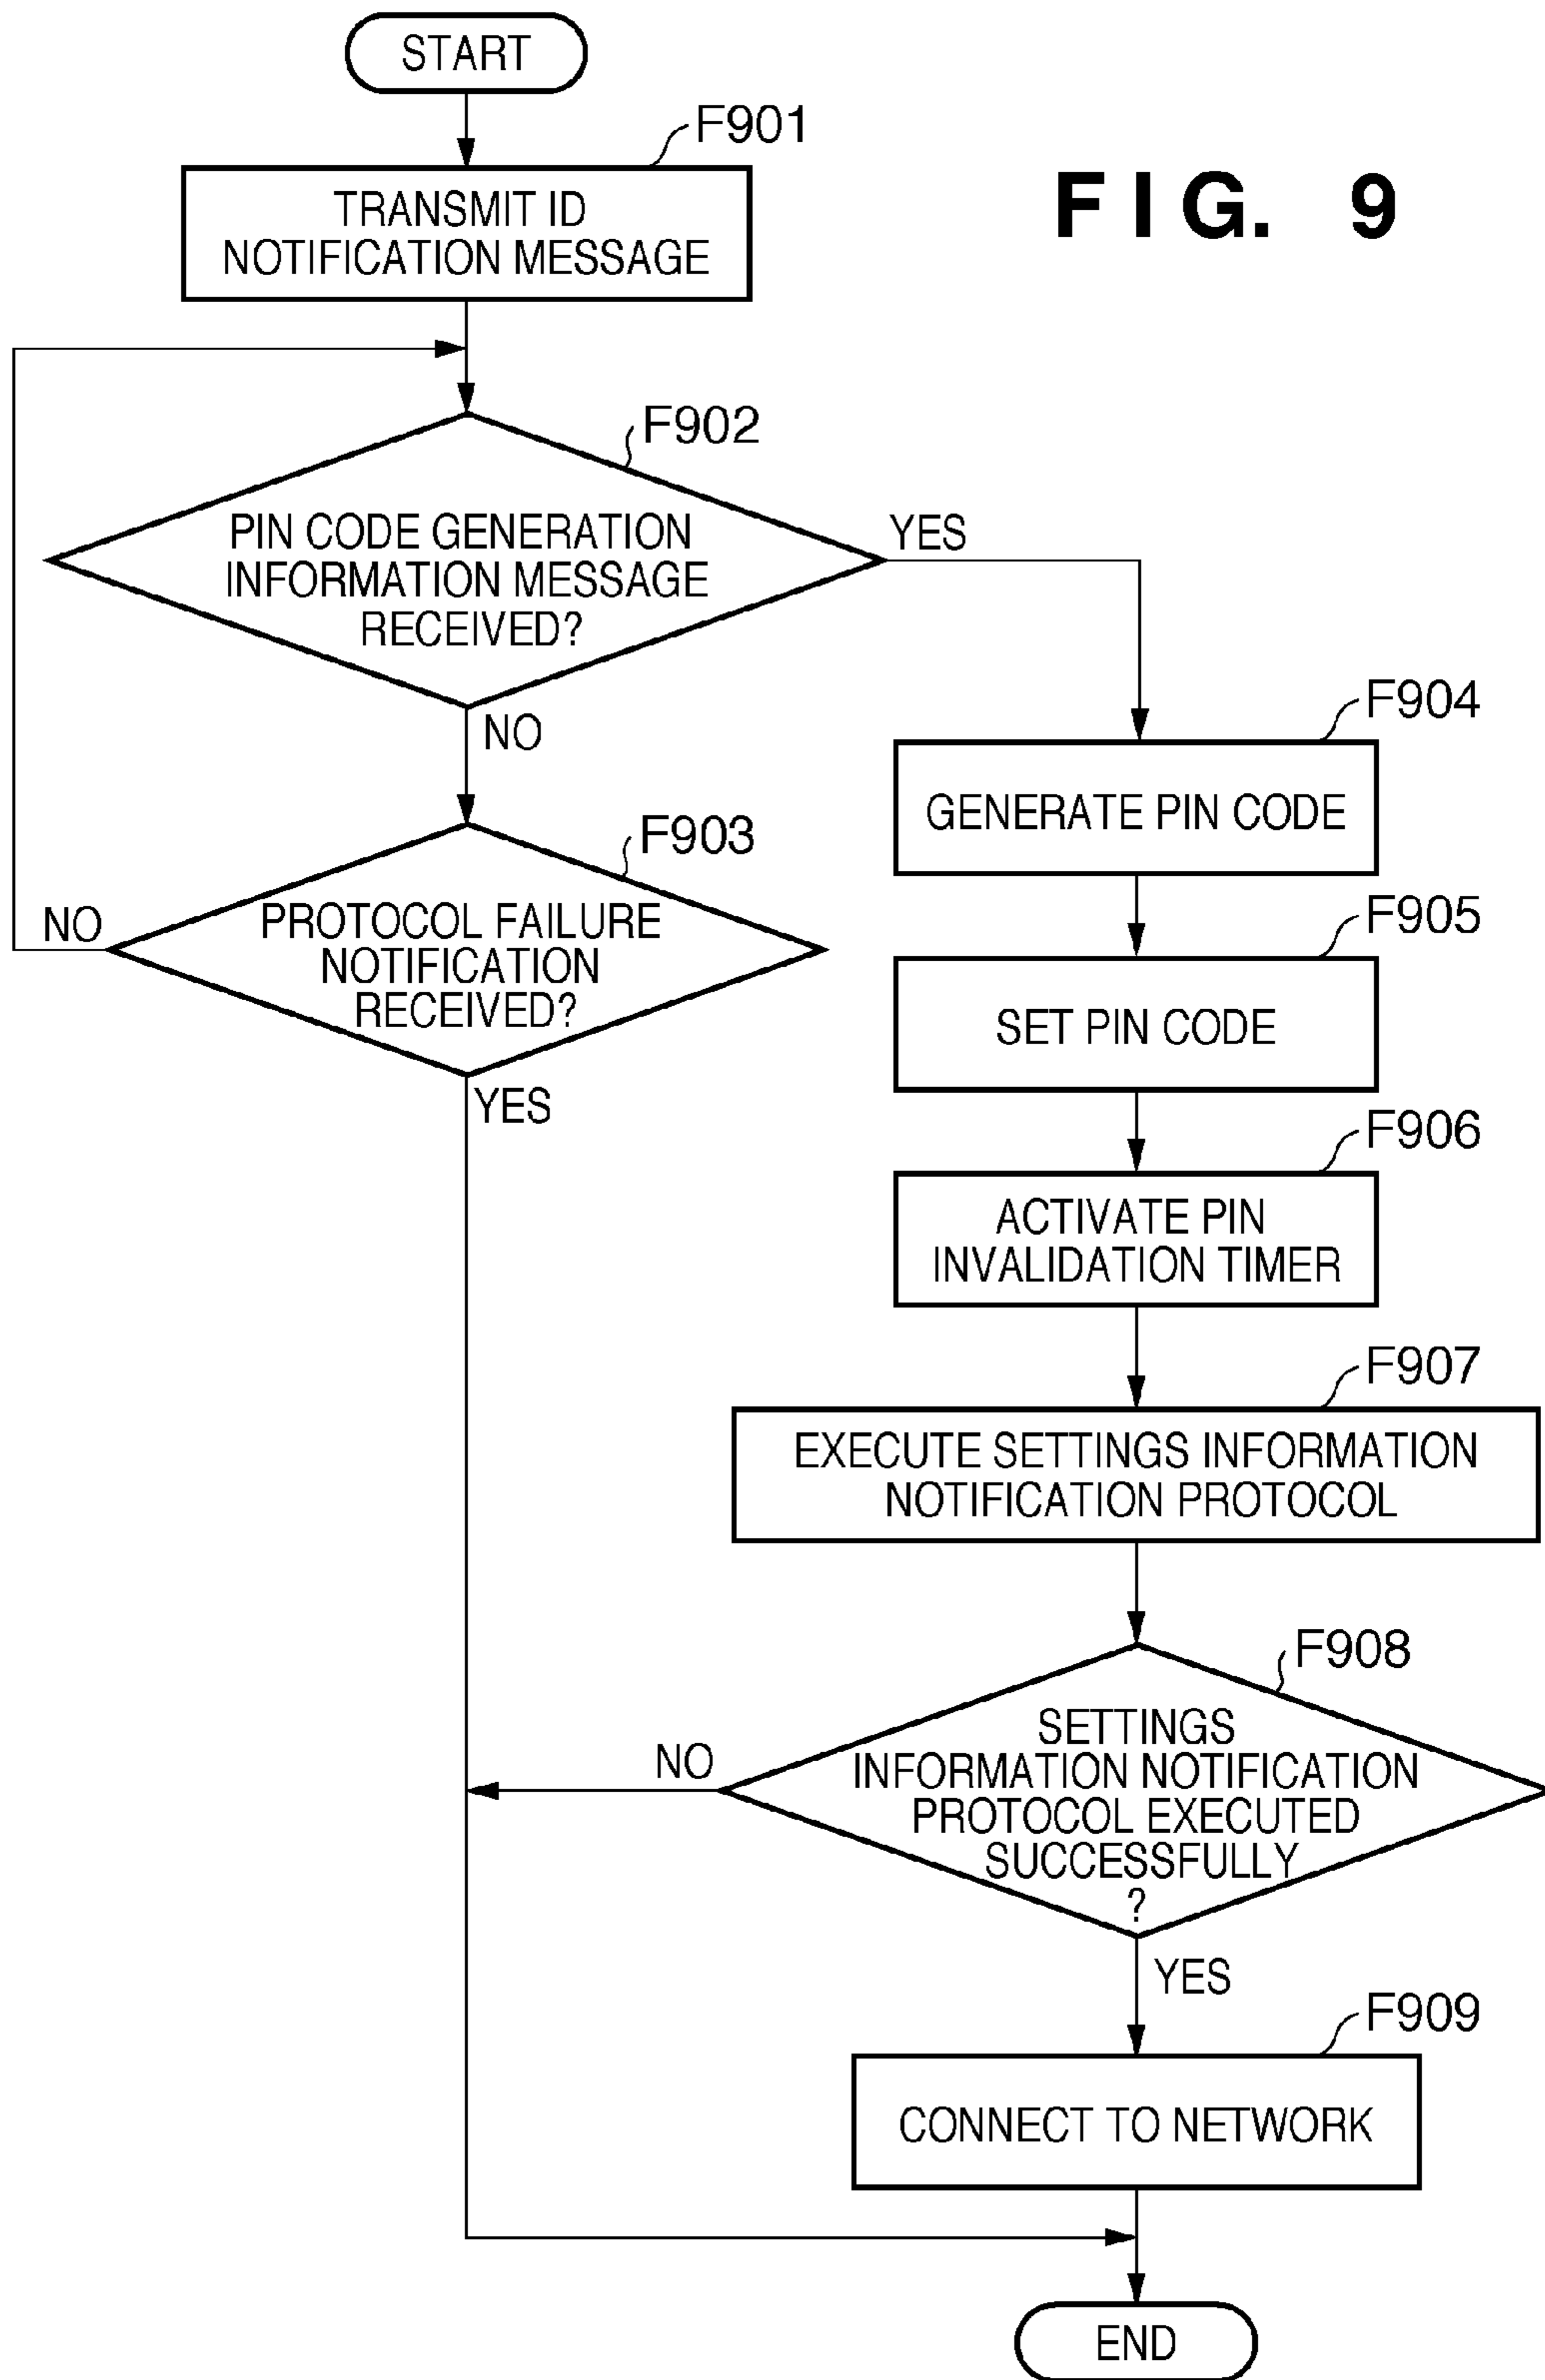 START
F901
FIG. 9
TRANSMIT ID
NOTIFICATION MESSAGE
F902
PIN CODE GENERATION
INFORMATION MESSAGE
RECEIVED?
YES
NO
F903
PROTOCOL FAILURE
NOTIFICATION
RECEIVED?
NO
YES
F904
GENERATE PIN CODE
F905
SET PIN CODE
F906
ACTIVATE PIN
INVALIDATION TIMER
F907
EXECUTE SETTINGS INFORMATION
NOTIFICATION PROTOCOL
F908
SETTINGS
INFORMATION NOTIFICATION
PROTOCOL EXECUTED
SUCCESSFULLY
?
NO
YES
F909
CONNECT TO NETWORK
END